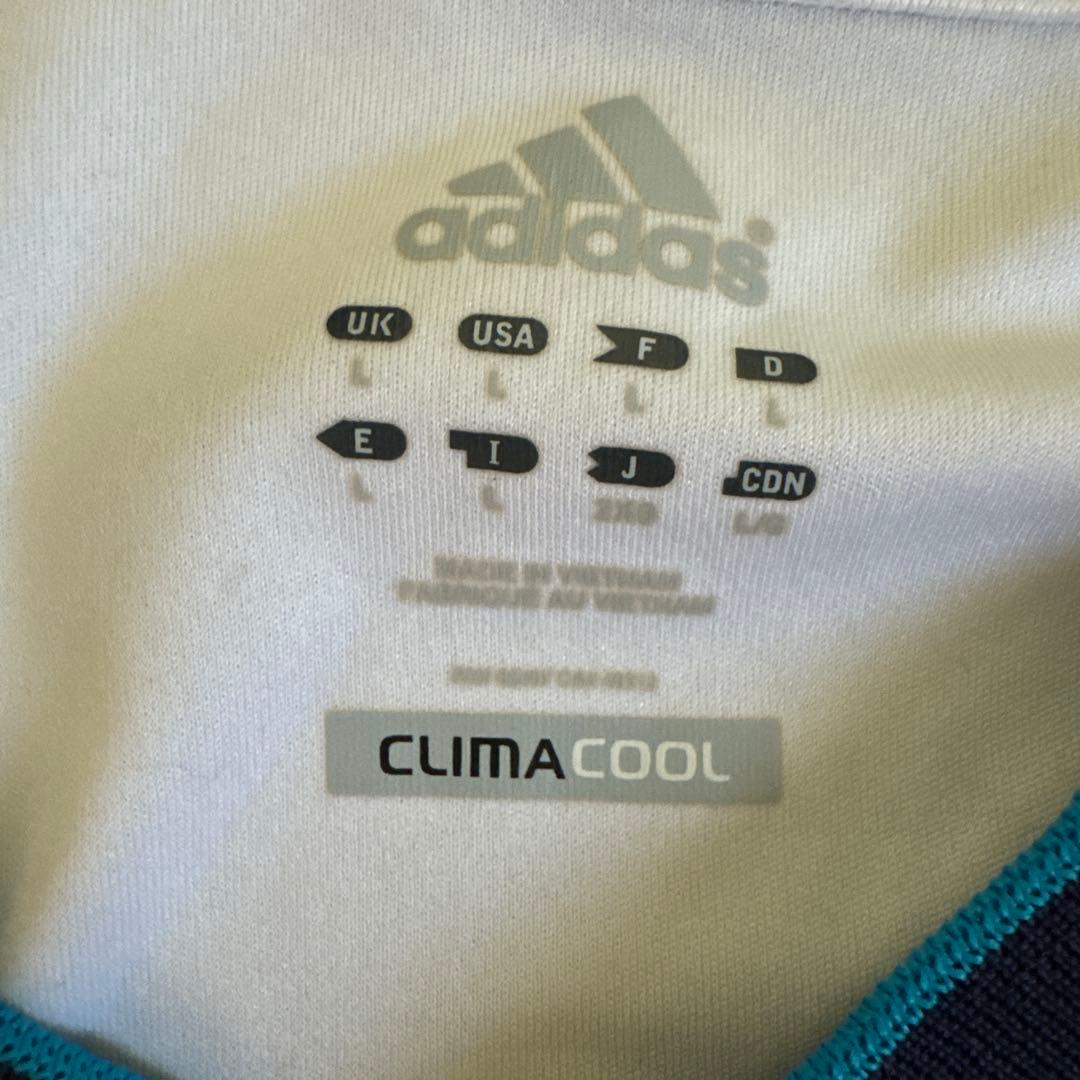 adidas®
UK USA F D
L L L L
E I J CDN
L L 2XO L/G
MADE IN VIETNAM
FABRIQUE AU VIETNAM
CLIMACOOL